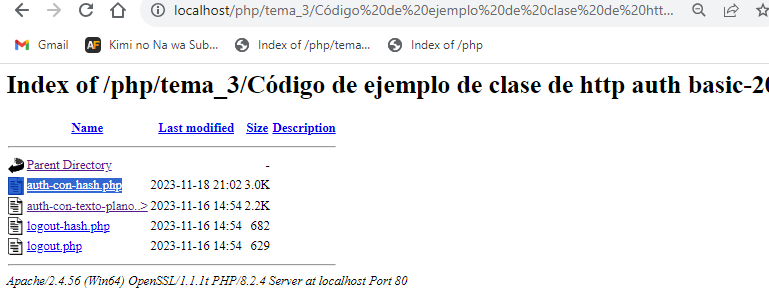 localhost/php/tema_3/Código%20de%20ejemplo%20de%20clase%20de%20htt...
Gmail Kimi no Na wa Sub... Index of /php/tema... Index of /php
Index of /php/tema_3/Código de ejemplo de clase de http auth basic-20
Name Last modified Size Description
Parent Directory -
auth-con-hash.php 2023-11-18 21:02 3.0K
auth-con-texto-plano..> 2023-11-16 14:54 2.2K
logout-hash.php 2023-11-16 14:54 682
logout.php 2023-11-16 14:54 629
Apache/2.4.56 (Win64) OpenSSL/1.1.1t PHP/8.2.4 Server at localhost Port 80